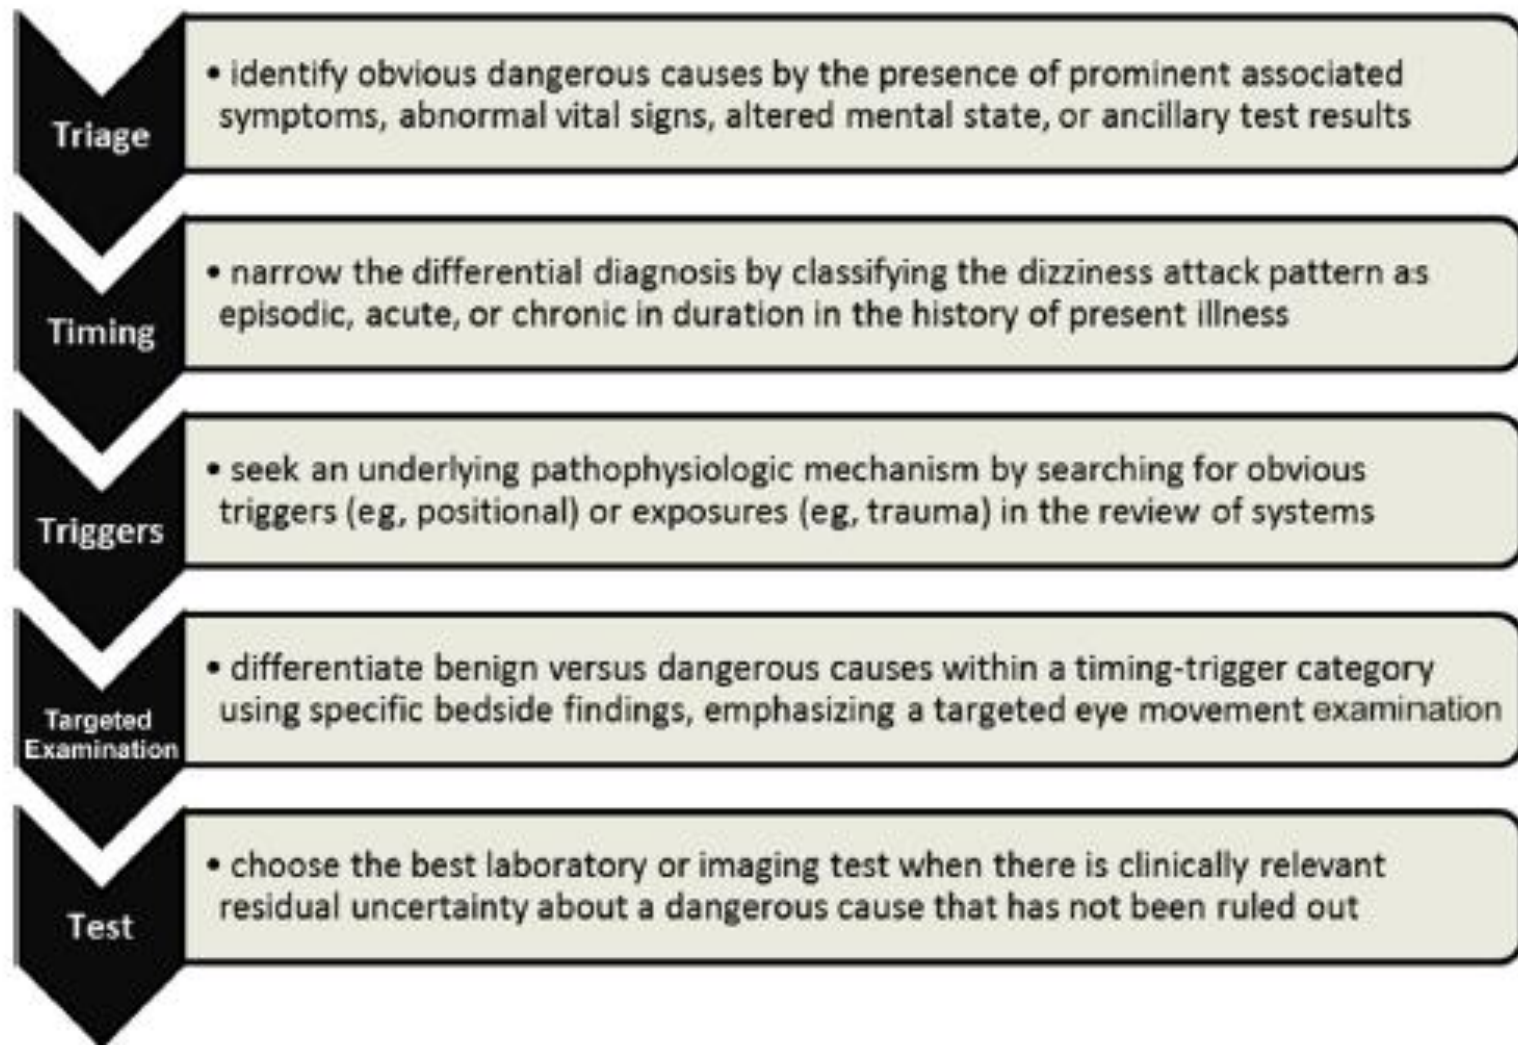 Triage
• identify obvious dangerous causes by the presence of prominent associated
symptoms, abnormal vital signs, altered mental state, or ancillary test results
Timing
• narrow the differential diagnosis by classifying the dizziness attack pattern as
episodic, acute, or chronic in duration in the history of present illness
Triggers
• seek an underlying pathophysiologic mechanism by searching for obvious
triggers (eg, positional) or exposures (eg, trauma) in the review of systems
Targeted
Examination
• differentiate benign versus dangerous causes within a timing-trigger category
using specific bedside findings, emphasizing a targeted eye movement examination
Test
• choose the best laboratory or imaging test when there is clinically relevant
residual uncertainty about a dangerous cause that has not been ruled out